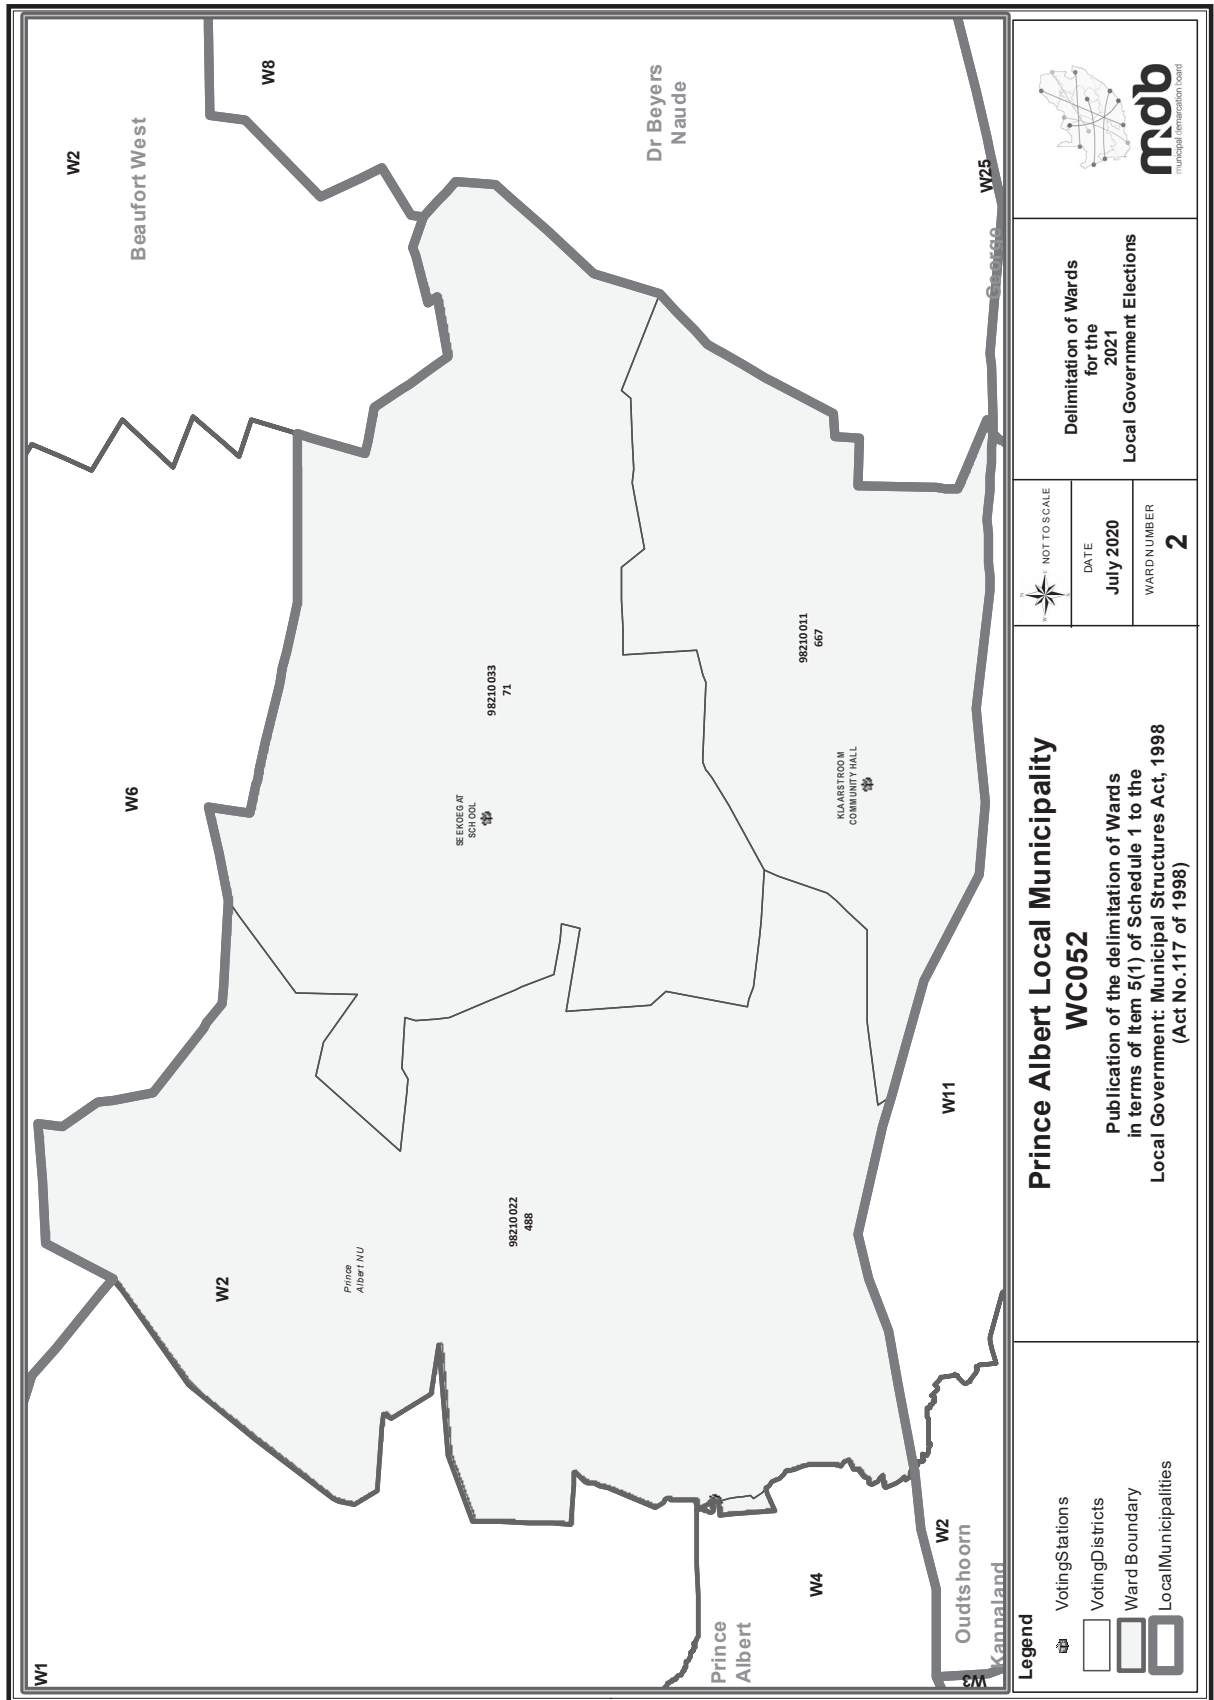 W1
W2
Beaufort West
W8
W6
Dr Beyers
Naude
W25
George
98210033
71
SEEKOEGAT
SCHOOL
98210011
667
KLAARSTROOM
COMMUNITY HALL
W2
Prince
Albert NU
98210022
488
W11
W4
Prince
Albert
W2
Oudtshoorn
Kannaland
W3
Legend
VotingStations
VotingDistricts
Ward Boundary
LocalMunicipalities
Prince Albert Local Municipality
WC052
Publication of the delimitation of Wards
in terms of Item 5(1) of Schedule 1 to the
Local Government: Municipal Structures Act, 1998
(Act No.117 of 1998)
N
W E
S
NOT TO SCALE
DATE
July 2020
WARDNUMBER
2
Delimitation of Wards
for the
2021
Local Government Elections
mdb
municipal demarcation board